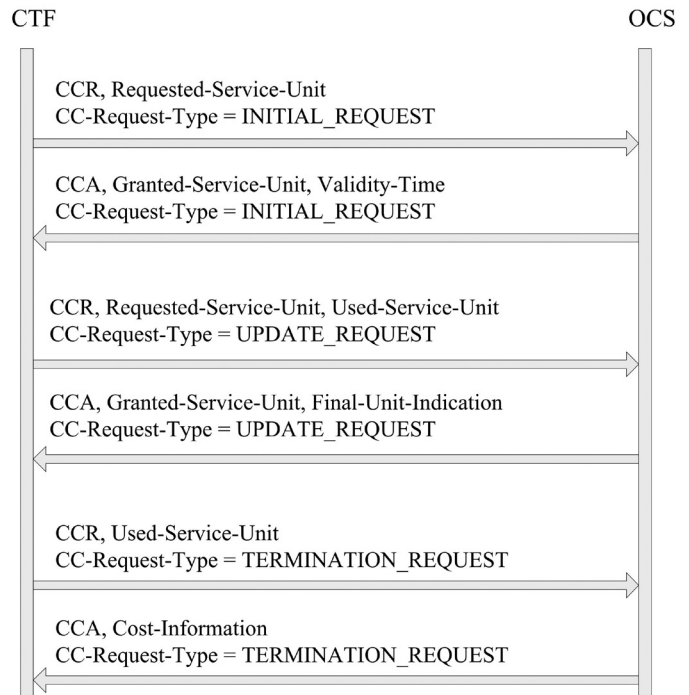 CTF
OCS
CCR, Requested-Service-Unit
CC-Request-Type = INITIAL_REQUEST
CCA, Granted-Service-Unit, Validity-Time
CC-Request-Type = INITIAL_REQUEST
CCR, Requested-Service-Unit, Used-Service-Unit
CC-Request-Type = UPDATE_REQUEST
CCA, Granted-Service-Unit, Final-Unit-Indication
CC-Request-Type = UPDATE_REQUEST
CCR, Used-Service-Unit
CC-Request-Type = TERMINATION_REQUEST
CCA, Cost-Information
CC-Request-Type = TERMINATION_REQUEST